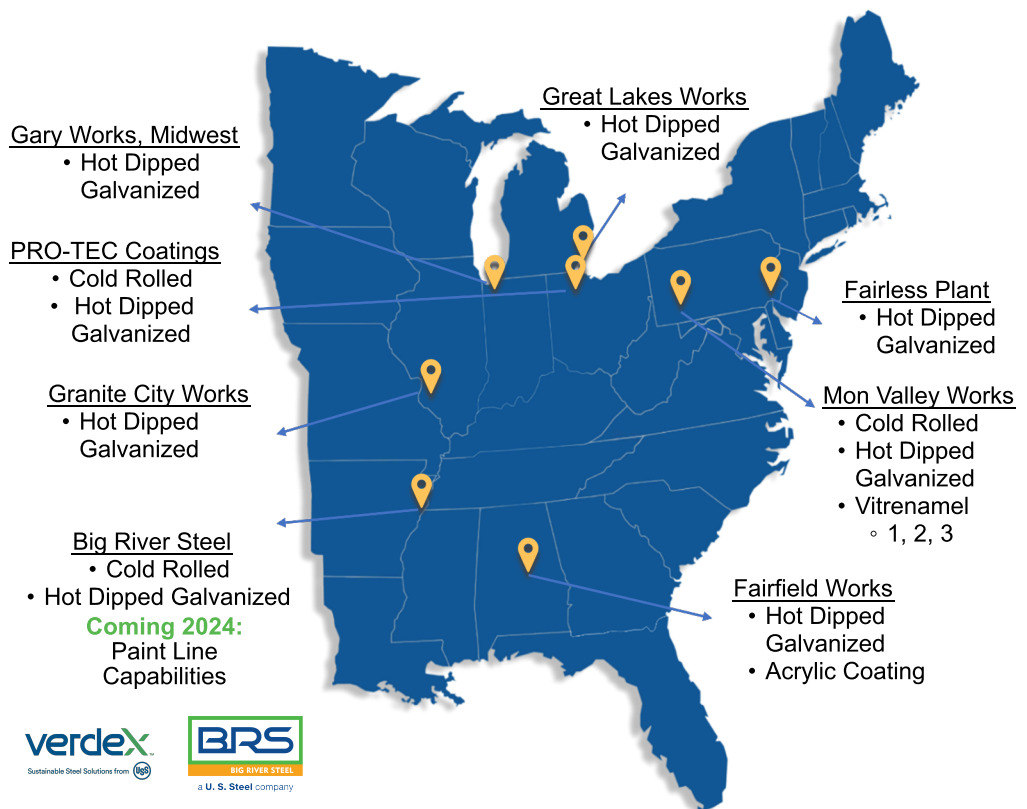 Great Lakes Works
• Hot Dipped
Galvanized
Gary Works, Midwest
• Hot Dipped
Galvanized
PRO-TEC Coatings
• Cold Rolled
• Hot Dipped
Galvanized
Granite City Works
• Hot Dipped
Galvanized
Big River Steel
• Cold Rolled
• Hot Dipped Galvanized
Coming 2024:
Paint Line
Capabilities
Fairless Plant
• Hot Dipped
Galvanized
Mon Valley Works
• Cold Rolled
• Hot Dipped
Galvanized
• Vitrenamel
◦ 1, 2, 3
Fairfield Works
• Hot Dipped
Galvanized
• Acrylic Coating
verdeX™
Sustainable Steel Solutions from USS
BRS
BIG RIVER STEEL
a U. S. Steel company